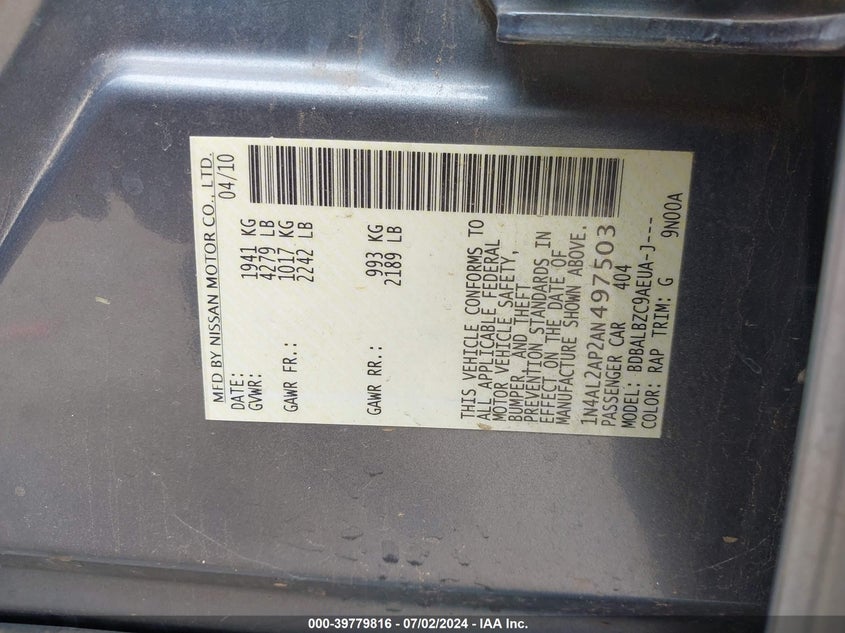 MFD BY NISSAN MOTOR CO., LTD.
DATE: 04/10
GVWR: 1941 KG
4279 LB
GAWR FR.: 1017 KG
2242 LB
GAWR RR.: 993 KG
2189 LB
THIS VEHICLE CONFORMS TO
ALL APPLICABLE FEDERAL
MOTOR VEHICLE SAFETY,
BUMPER, AND THEFT
PREVENTION STANDARDS IN
EFFECT ON THE DATE OF
MANUFACTURE SHOWN ABOVE.
1N4AL2AP2AN497503
PASSENGER CAR 404
MODEL: BDBALBZC9AEUA-J---
COLOR: RAP TRIM: G 9N00A
000-39779816 - 07/02/2024 - IAA Inc.